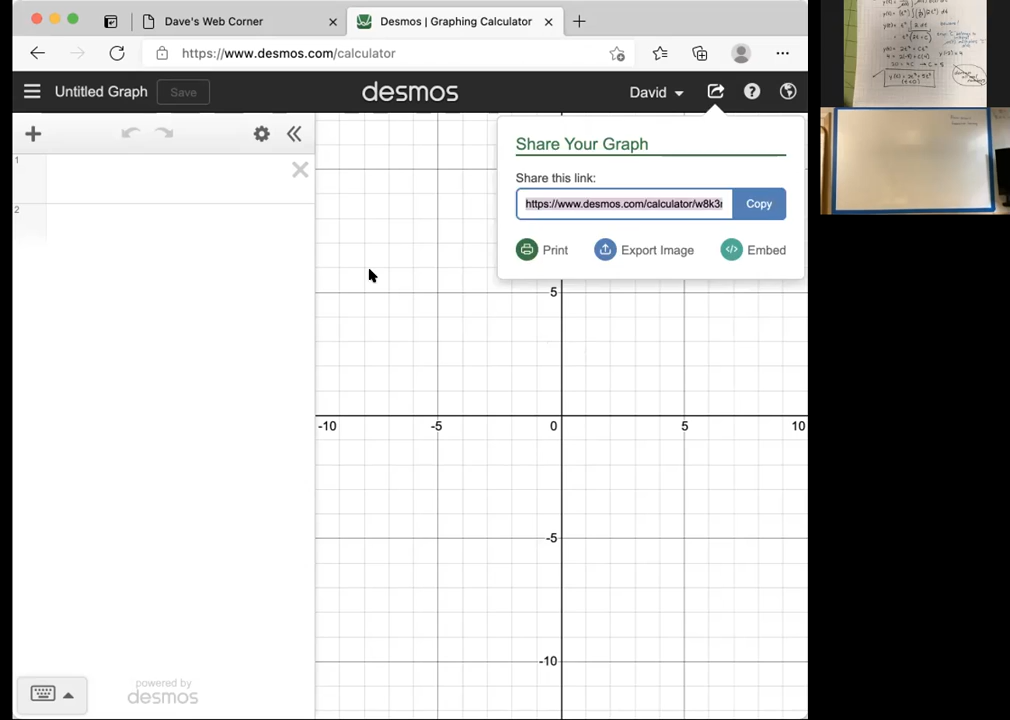 Dave's Web Corner
Desmos | Graphing Calculator
https://www.desmos.com/calculator
Untitled Graph
Save
desmos
David
Share Your Graph
Share this link:
https://www.desmos.com/calculator/w8k3
Copy
Print
Export Image
Embed
1
2
5
-10
-5
0
5
10
-5
-10
powered by
desmos